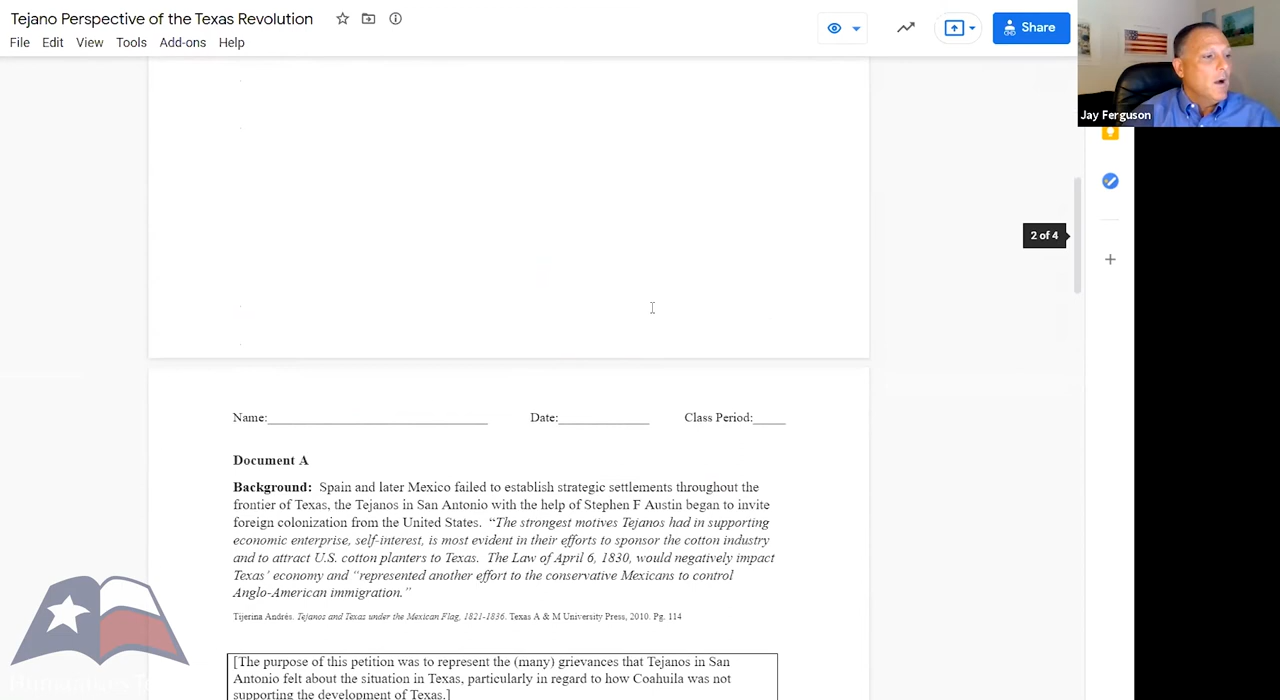 Tejano Perspective of the Texas Revolution
File Edit View Tools Add-ons Help
Share
Jay Ferguson
2 of 4
Name: Date: Class Period:
Document A
Background: Spain and later Mexico failed to establish strategic settlements throughout the
frontier of Texas, the Tejanos in San Antonio with the help of Stephen F Austin began to invite
foreign colonization from the United States. “The strongest motives Tejanos had in supporting
economic enterprise, self-interest, is most evident in their efforts to sponsor the cotton industry
and to attract U.S. cotton planters to Texas. The Law of April 6, 1830, would negatively impact
Texas’ economy and “represented another effort to the conservative Mexicans to control
Anglo-American immigration.”
Tijerina Andrés. Tejanos and Texas under the Mexican Flag, 1821-1836. Texas A & M University Press, 2010. Pg. 114
[The purpose of this petition was to represent the (many) grievances that Tejanos in San
Antonio felt about the situation in Texas, particularly in regard to how Coahuila was not
supporting the development of Texas.]